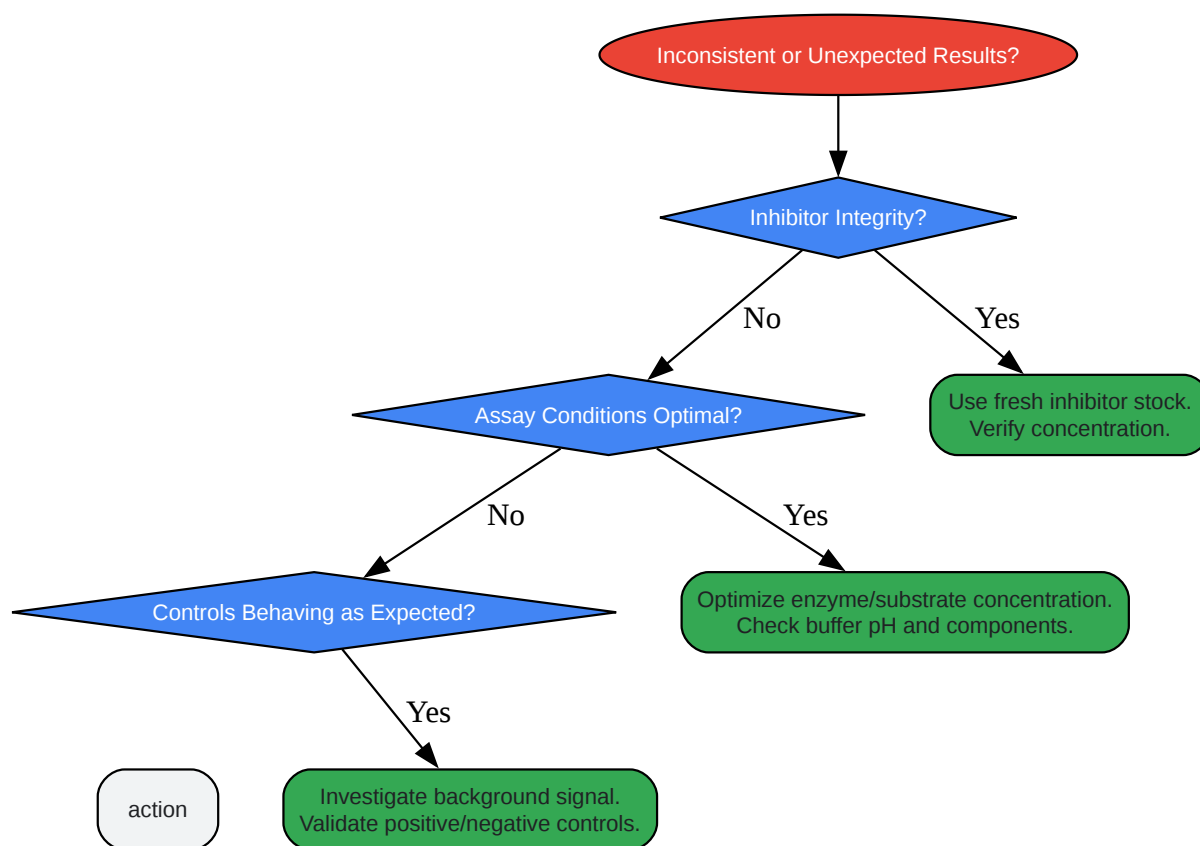 Inconsistent or Unexpected Results?
Inhibitor Integrity?
No
Yes
Assay Conditions Optimal?
Use fresh inhibitor stock.
Verify concentration.
No
Yes
Controls Behaving as Expected?
Optimize enzyme/substrate concentration.
Check buffer pH and components.
Yes
action
Investigate background signal.
Validate positive/negative controls.